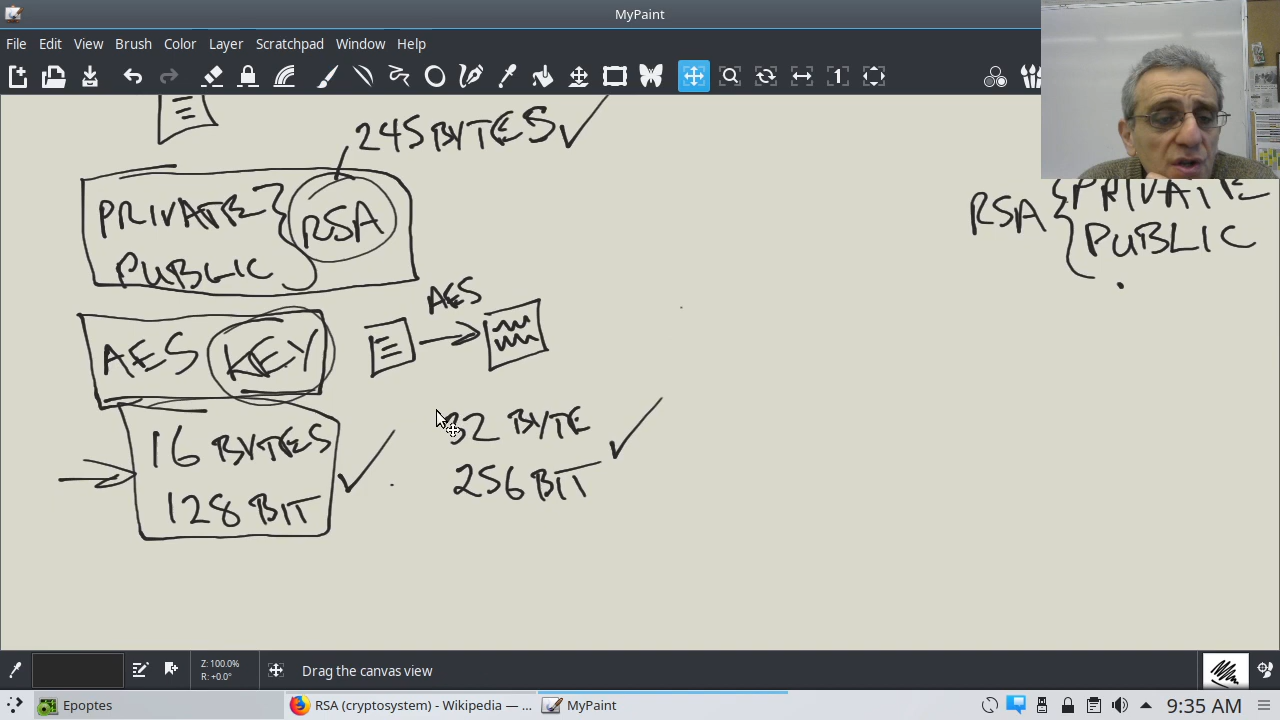 MyPaint
File Edit View Brush Color Layer Scratchpad Window Help
1
245 BYTES
PRIVATE
RSA
PUBLIC
RSA
PRIVATE
PUBLIC
AES
AES KEY
16 BYTES
128 BIT
32 BYTE
256 BIT
Z: 100.0%
R: +0.0°
Drag the canvas view
Epoptes
RSA (cryptosystem) - Wikipedia — ...
MyPaint
9:35 AM